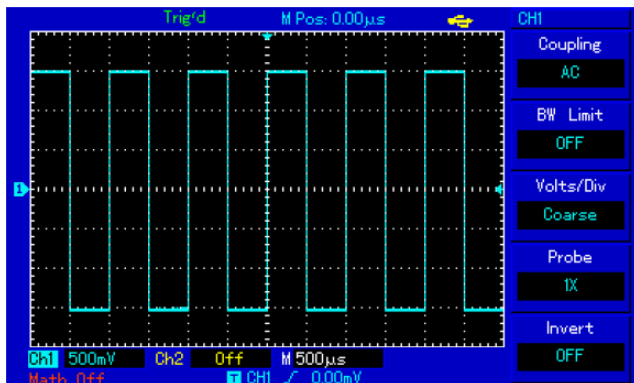 Trig'd M Pos: 0.00μs CH1
Coupling
AC
BW Limit
OFF
Volts/Div
Coarse
Probe
1X
Invert
OFF
1
Ch1 500mV Ch2 Off M 500μs
Math Off T CH1 / 0.00mV